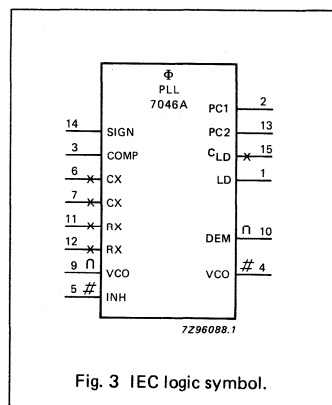 Φ
PLL
7046A
14 SIGN
3 COMP
6 × CX
7 × CX
11 × RX
12 × RX
9 ∩ VCO
5 # INH
PC1 2
PC2 13
CLD × 15
LD 1
DEM ∩ 10
VCO # 4
7Z96088.1
Fig. 3 IEC logic symbol.